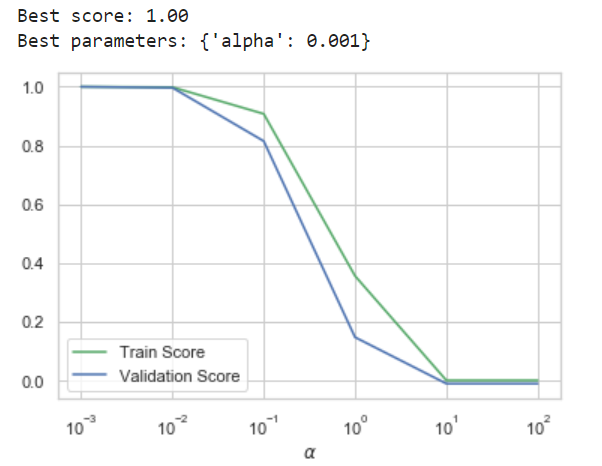 Best score: 1.00
Best parameters: {'alpha': 0.001}
1.0
0.8
0.6
0.4
0.2
0.0
Train Score
Validation Score
10⁻³ 10⁻² 10⁻¹ 10⁰ 10¹ 10²
α